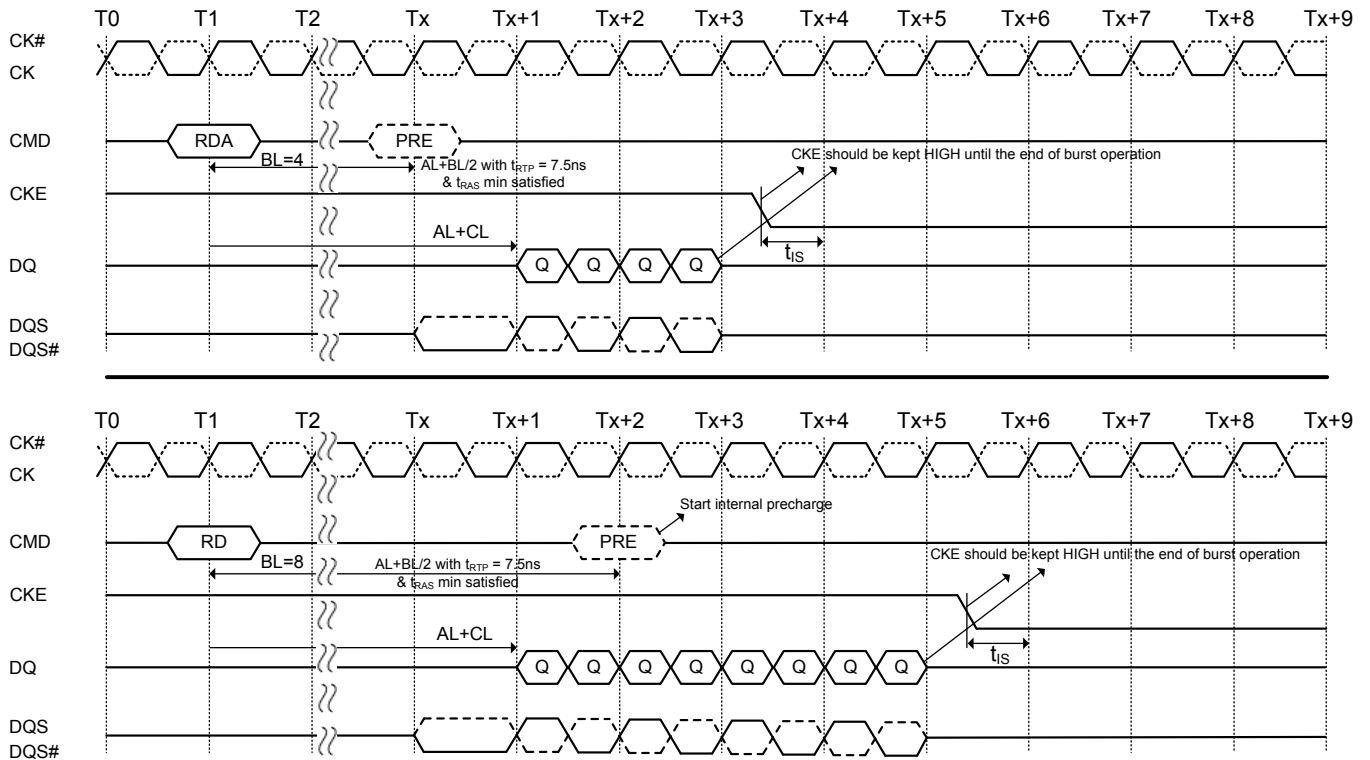 T0 T1 T2 Tx Tx+1 Tx+2 Tx+3 Tx+4 Tx+5 Tx+6 Tx+7 Tx+8 Tx+9
CK#
CK
CMD RDA PRE
BL=4 AL+BL/2 with tRTP = 7.5ns
& tRAS min satisfied
CKE should be kept HIGH until the end of burst operation
CKE
AL+CL
tIS
DQ Q Q Q Q
DQS
DQS#
T0 T1 T2 Tx Tx+1 Tx+2 Tx+3 Tx+4 Tx+5 Tx+6 Tx+7 Tx+8 Tx+9
CK#
CK
Start internal precharge
CMD RD PRE
CKE should be kept HIGH until the end of burst operation
BL=8 AL+BL/2 with tRTP = 7.5ns
& tRAS min satisfied
CKE
AL+CL
tIS
DQ Q Q Q Q Q Q Q Q
DQS
DQS#